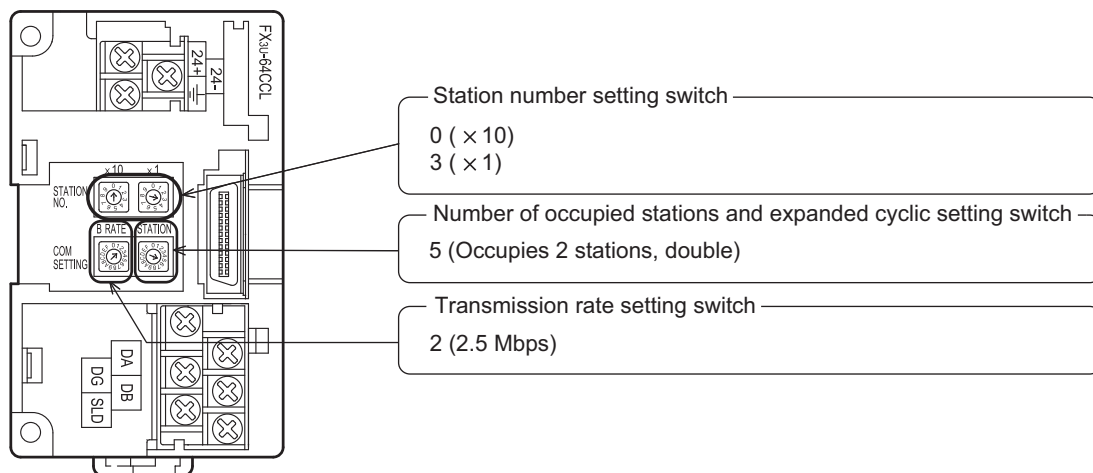 FX3U-64CCL
24+
24-
×10
×1
STATION
NO.
B RATE
STATION
COM
SETTING
DA
DG
DB
SLD
Station number setting switch
0 ( × 10)
3 ( × 1)
Number of occupied stations and expanded cyclic setting switch
5 (Occupies 2 stations, double)
Transmission rate setting switch
2 (2.5 Mbps)